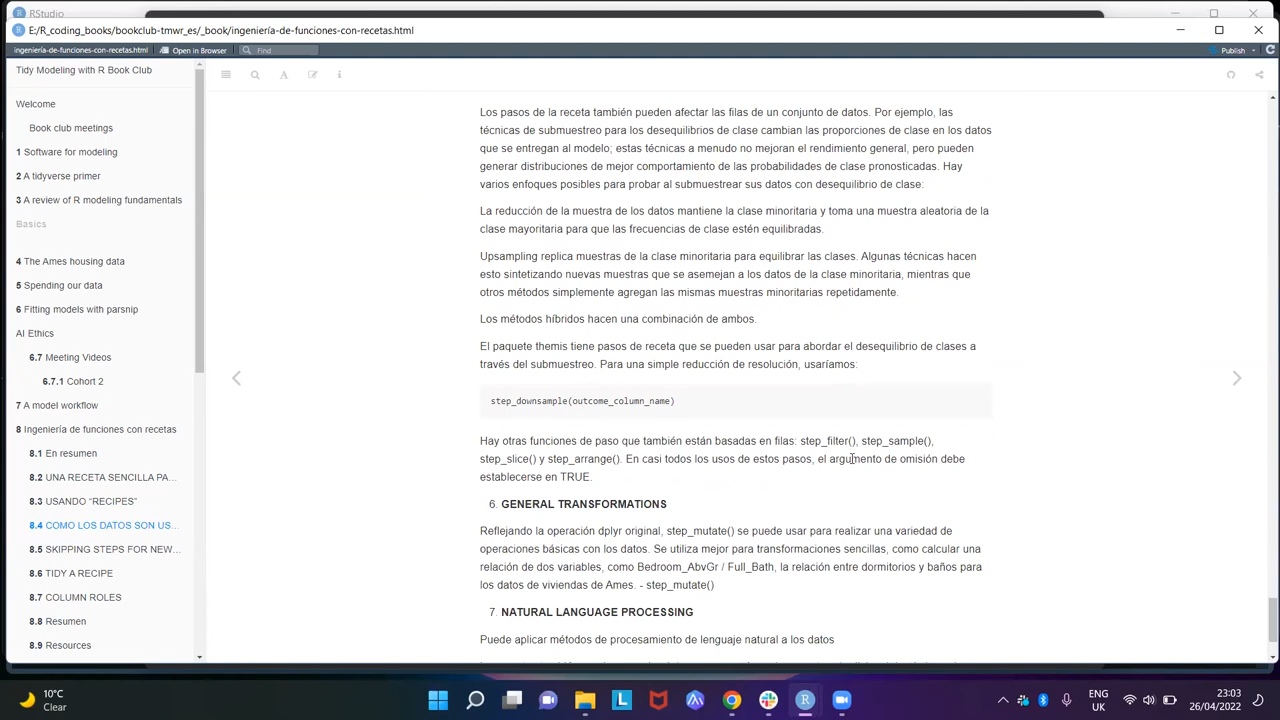 RStudio
E:/R_coding_books/bookclub-tmwr_es/_book/ingeniería-de-funciones-con-recetas.html
ingeniería-de-funciones-con-recetas.html
Open in Browser
Find
Publish
Tidy Modeling with R Book Club
Welcome
Book club meetings
1 Software for modeling
2 A tidyverse primer
3 A review of R modeling fundamentals
Basics
4 The Ames housing data
5 Spending our data
6 Fitting models with parsnip
AI Ethics
6.7 Meeting Videos
6.7.1 Cohort 2
7 A model workflow
8 Ingeniería de funciones con recetas
8.1 En resumen
8.2 UNA RECETA SENCILLA PA...
8.3 USANDO “RECIPES”
8.4 COMO LOS DATOS SON US...
8.5 SKIPPING STEPS FOR NEW...
8.6 TIDY A RECIPE
8.7 COLUMN ROLES
8.8 Resumen
8.9 Resources
Los pasos de la receta también pueden afectar las filas de un conjunto de datos. Por ejemplo, las
técnicas de submuestreo para los desequilibrios de clase cambian las proporciones de clase en los datos
que se entregan al modelo; estas técnicas a menudo no mejoran el rendimiento general, pero pueden
generar distribuciones de mejor comportamiento de las probabilidades de clase pronosticadas. Hay
varios enfoques posibles para probar al submuestrear sus datos con desequilibrio de clase:
La reducción de la muestra de los datos mantiene la clase minoritaria y toma una muestra aleatoria de la
clase mayoritaria para que las frecuencias de clase estén equilibradas.
Upsampling replica muestras de la clase minoritaria para equilibrar las clases. Algunas técnicas hacen
esto sintetizando nuevas muestras que se asemejan a los datos de la clase minoritaria, mientras que
otros métodos simplemente agregan las mismas muestras minoritarias repetidamente.
Los métodos híbridos hacen una combinación de ambos.
El paquete themis tiene pasos de receta que se pueden usar para abordar el desequilibrio de clases a
través del submuestreo. Para una simple reducción de resolución, usaríamos:
step_downsample(outcome_column_name)
Hay otras funciones de paso que también están basadas en filas: step_filter(), step_sample(),
step_slice() y step_arrange(). En casi todos los usos de estos pasos, el argumento de omisión debe
establecerse en TRUE.
6. GENERAL TRANSFORMATIONS
Reflejando la operación dplyr original, step_mutate() se puede usar para realizar una variedad de
operaciones básicas con los datos. Se utiliza mejor para transformaciones sencillas, como calcular una
relación de dos variables, como Bedroom_AbvGr / Full_Bath, la relación entre dormitorios y baños para
los datos de viviendas de Ames. - step_mutate()
7. NATURAL LANGUAGE PROCESSING
Puede aplicar métodos de procesamiento de lenguaje natural a los datos
10°C
Clear
ENG
UK
23:03
26/04/2022